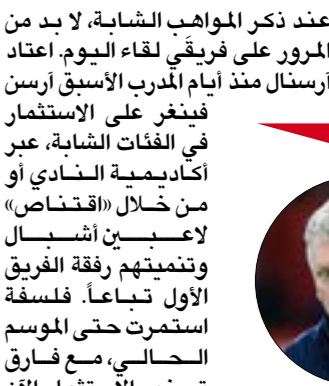 عند ذكر المواهب الشابة، لا بد من
المرور على فريقَي لقاء اليوم. اعتاد
آرسنال منذ أيام المدرب الأسبق آرسن
فينغر على الاستثمار
في الفئات الشابة، عبر
أكاديمية النادي أو
من خلال «اقتناص»
لاعبين أشبال
وتنميتهم رفقة الفريق
الأول تباعاً. فلسفة
استمرت حتى الموسم
الحالي، مع فارق